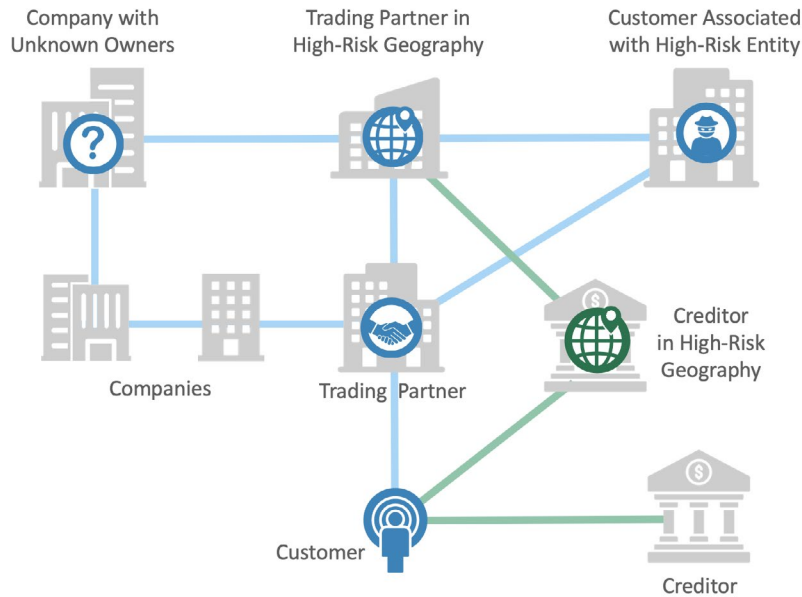 Company with
Unknown Owners
Trading Partner in
High-Risk Geography
Customer Associated
with High-Risk Entity
?
$
Creditor
in High-Risk
Geography
Companies
Trading Partner
$
Customer
Creditor